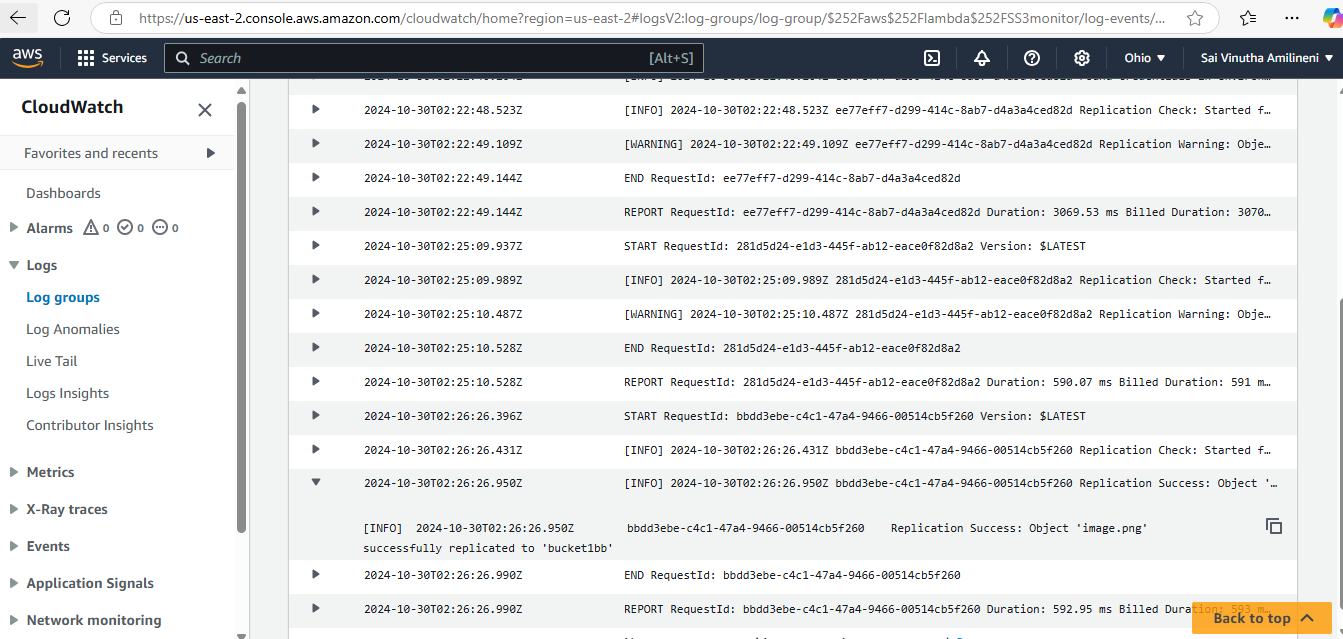 https://us-east-2.console.aws.amazon.com/cloudwatch/home?region=us-east-2#logsV2:log-groups/log-group/$252Faws$252Flambda$252FSS3monitor/log-events/...
aws
Services
Search
[Alt+S]
Ohio
Sai Vinutha Amilineni
CloudWatch
Favorites and recents
Dashboards
Alarms 0 0 0
Logs
Log groups
Log Anomalies
Live Tail
Logs Insights
Contributor Insights
Metrics
X-Ray traces
Events
Application Signals
Network monitoring
2024-10-30T02:22:48.523Z [INFO] 2024-10-30T02:22:48.523Z ee77eff7-d299-414c-8ab7-d4a3a4ced82d Replication Check: Started f…
2024-10-30T02:22:49.109Z [WARNING] 2024-10-30T02:22:49.109Z ee77eff7-d299-414c-8ab7-d4a3a4ced82d Replication Warning: Obje…
2024-10-30T02:22:49.144Z END RequestId: ee77eff7-d299-414c-8ab7-d4a3a4ced82d
2024-10-30T02:22:49.144Z REPORT RequestId: ee77eff7-d299-414c-8ab7-d4a3a4ced82d Duration: 3069.53 ms Billed Duration: 3070…
2024-10-30T02:25:09.937Z START RequestId: 281d5d24-e1d3-445f-ab12-eace0f82d8a2 Version: $LATEST
2024-10-30T02:25:09.989Z [INFO] 2024-10-30T02:25:09.989Z 281d5d24-e1d3-445f-ab12-eace0f82d8a2 Replication Check: Started f…
2024-10-30T02:25:10.487Z [WARNING] 2024-10-30T02:25:10.487Z 281d5d24-e1d3-445f-ab12-eace0f82d8a2 Replication Warning: Obje…
2024-10-30T02:25:10.528Z END RequestId: 281d5d24-e1d3-445f-ab12-eace0f82d8a2
2024-10-30T02:25:10.528Z REPORT RequestId: 281d5d24-e1d3-445f-ab12-eace0f82d8a2 Duration: 590.07 ms Billed Duration: 591 m…
2024-10-30T02:26:26.396Z START RequestId: bbdd3ebe-c4c1-47a4-9466-00514cb5f260 Version: $LATEST
2024-10-30T02:26:26.431Z [INFO] 2024-10-30T02:26:26.431Z bbdd3ebe-c4c1-47a4-9466-00514cb5f260 Replication Check: Started f…
2024-10-30T02:26:26.950Z [INFO] 2024-10-30T02:26:26.950Z bbdd3ebe-c4c1-47a4-9466-00514cb5f260 Replication Success: Object '…
[INFO] 2024-10-30T02:26:26.950Z bbdd3ebe-c4c1-47a4-9466-00514cb5f260 Replication Success: Object 'image.png'
successfully replicated to 'bucket1bb'
2024-10-30T02:26:26.990Z END RequestId: bbdd3ebe-c4c1-47a4-9466-00514cb5f260
2024-10-30T02:26:26.990Z REPORT RequestId: bbdd3ebe-c4c1-47a4-9466-00514cb5f260 Duration: 592.95 ms Billed Duration: 593 m…
Back to top